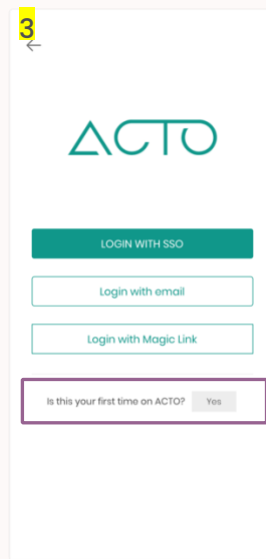 3
ACTO
LOGIN WITH SSO
Login with email
Login with Magic Link
Is this your first time on ACTO? Yes